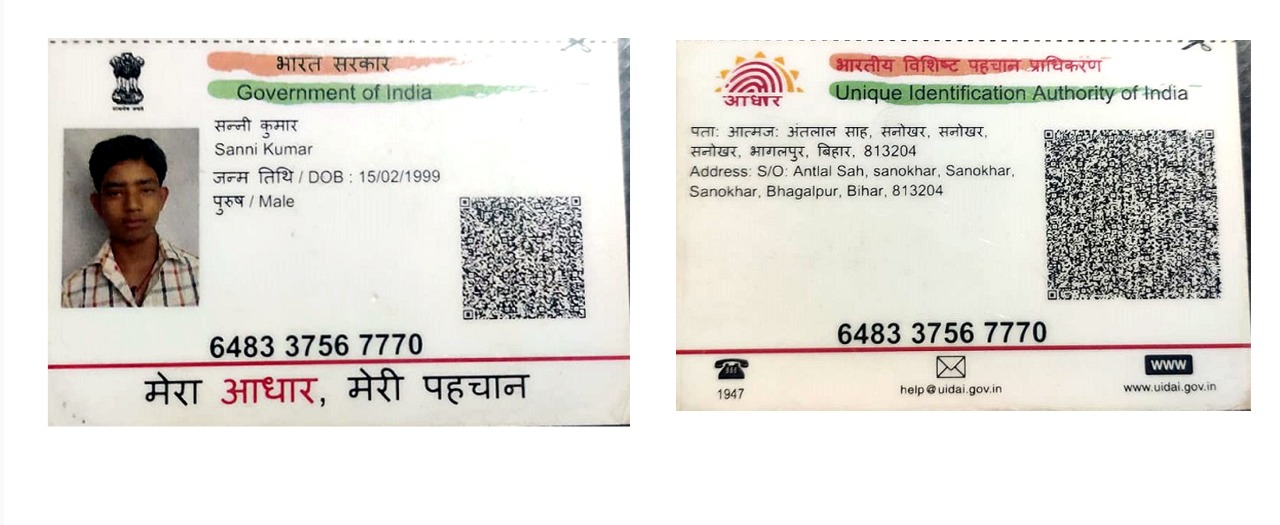 भारत सरकार
Government of India
सन्नी कुमार
Sanni Kumar
जन्म तिथि / DOB : 15/02/1999
पुरुष / Male
6483 3756 7770
मेरा आधार, मेरी पहचान
आधार
भारतीय विशिष्ट पहचान प्राधिकरण
Unique Identification Authority of India
पता: आत्मज: अंतलाल साह, सनोखर, सनोखर,
सनोखर, भागलपुर, बिहार, 813204
Address: S/O: Antlal Sah, sanokhar, Sanokhar,
Sanokhar, Bhagalpur, Bihar, 813204
6483 3756 7770
1947
help@uidai.gov.in
www
www.uidai.gov.in